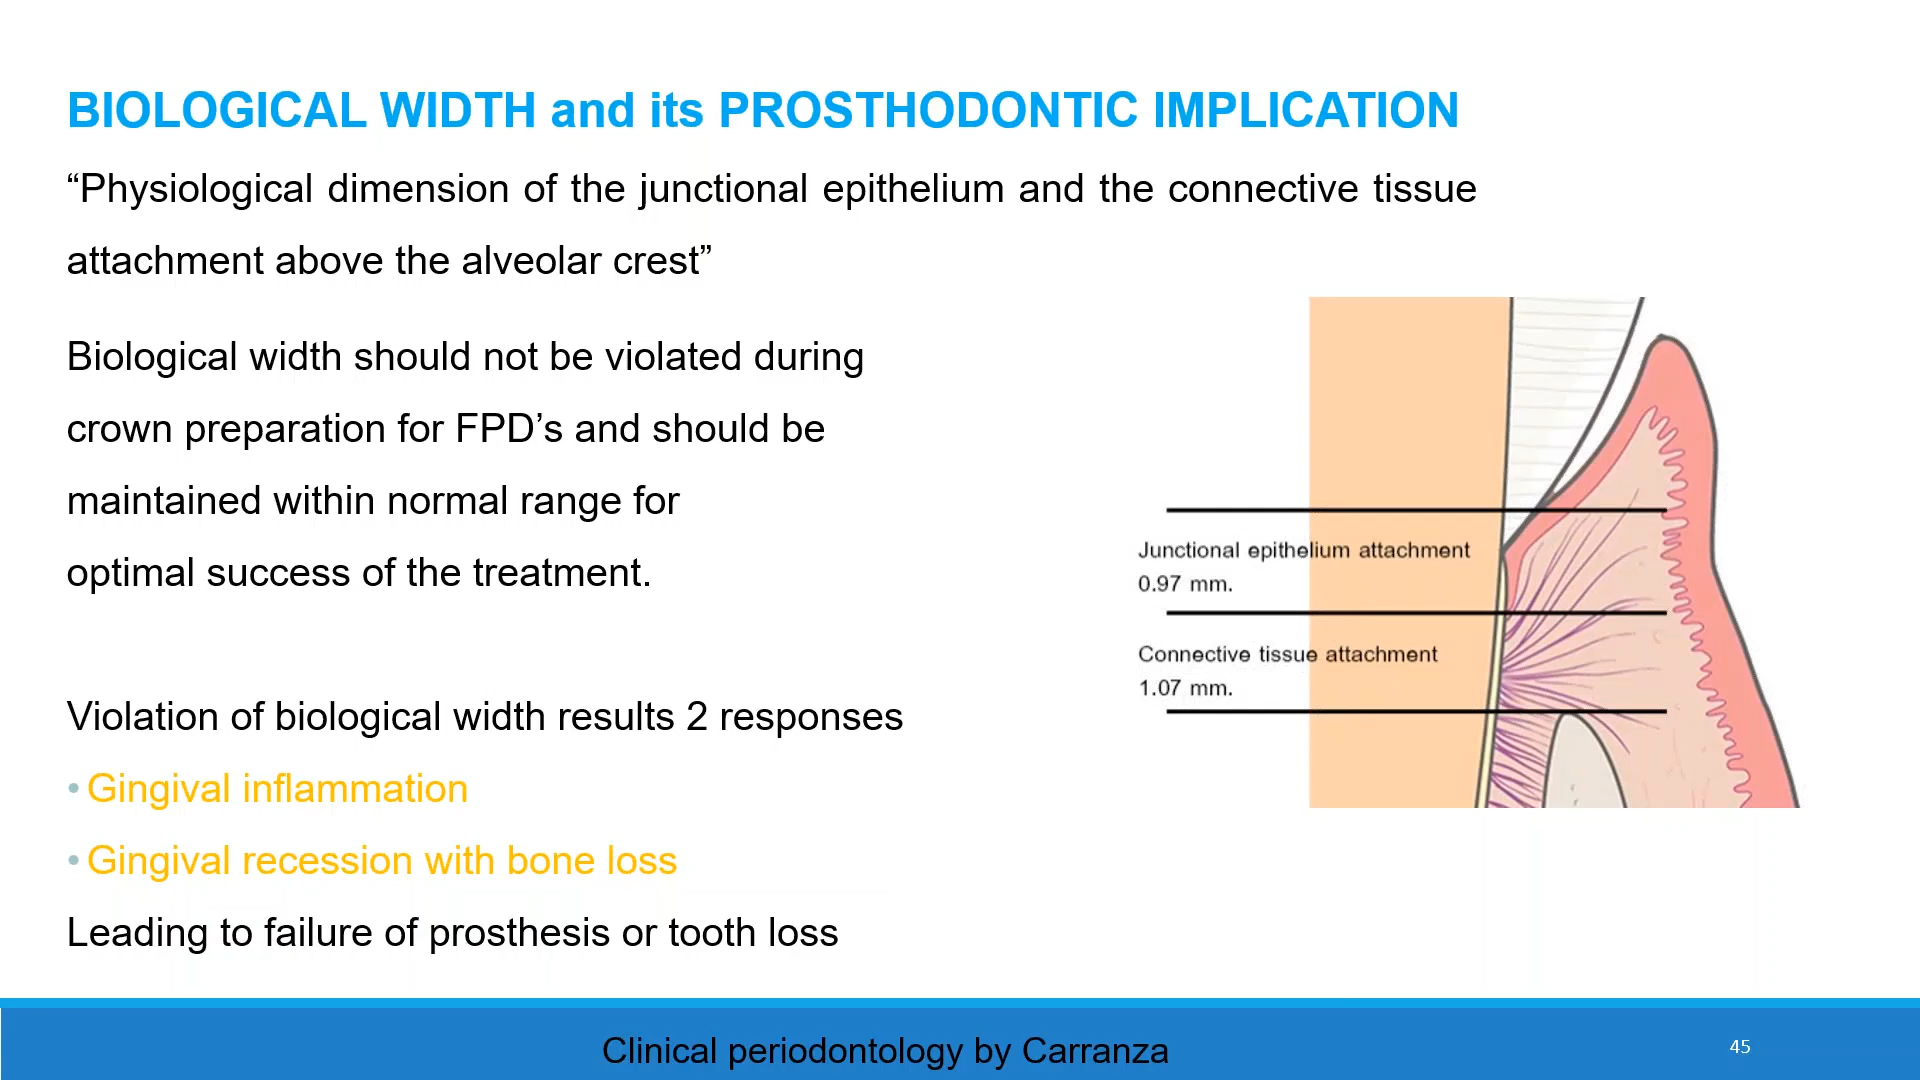 BIOLOGICAL WIDTH and its PROSTHODONTIC IMPLICATION
“Physiological dimension of the junctional epithelium and the connective tissue
attachment above the alveolar crest”
Biological width should not be violated during
crown preparation for FPD’s and should be
maintained within normal range for
optimal success of the treatment.
Violation of biological width results 2 responses
• Gingival inflammation
• Gingival recession with bone loss
Leading to failure of prosthesis or tooth loss
Junctional epithelium attachment
0.97 mm.
Connective tissue attachment
1.07 mm.
Clinical periodontology by Carranza
45